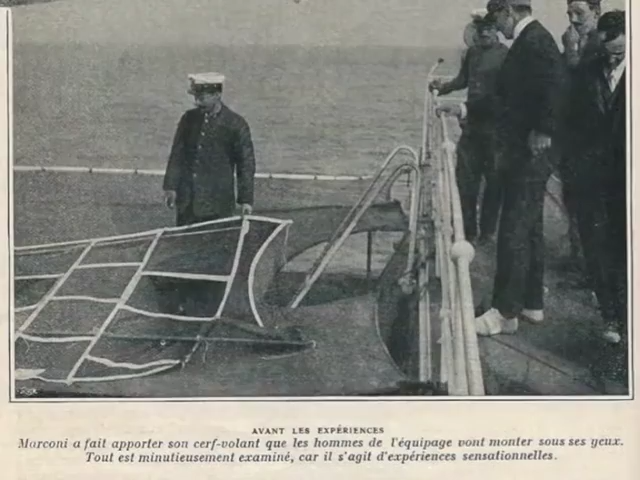 AVANT LES EXPÉRIENCES
Marconi a fait apporter son cerf-volant que les hommes de l'équipage vont monter sous ses yeux.
Tout est minutieusement examiné, car il s'agit d'expériences sensationnelles.